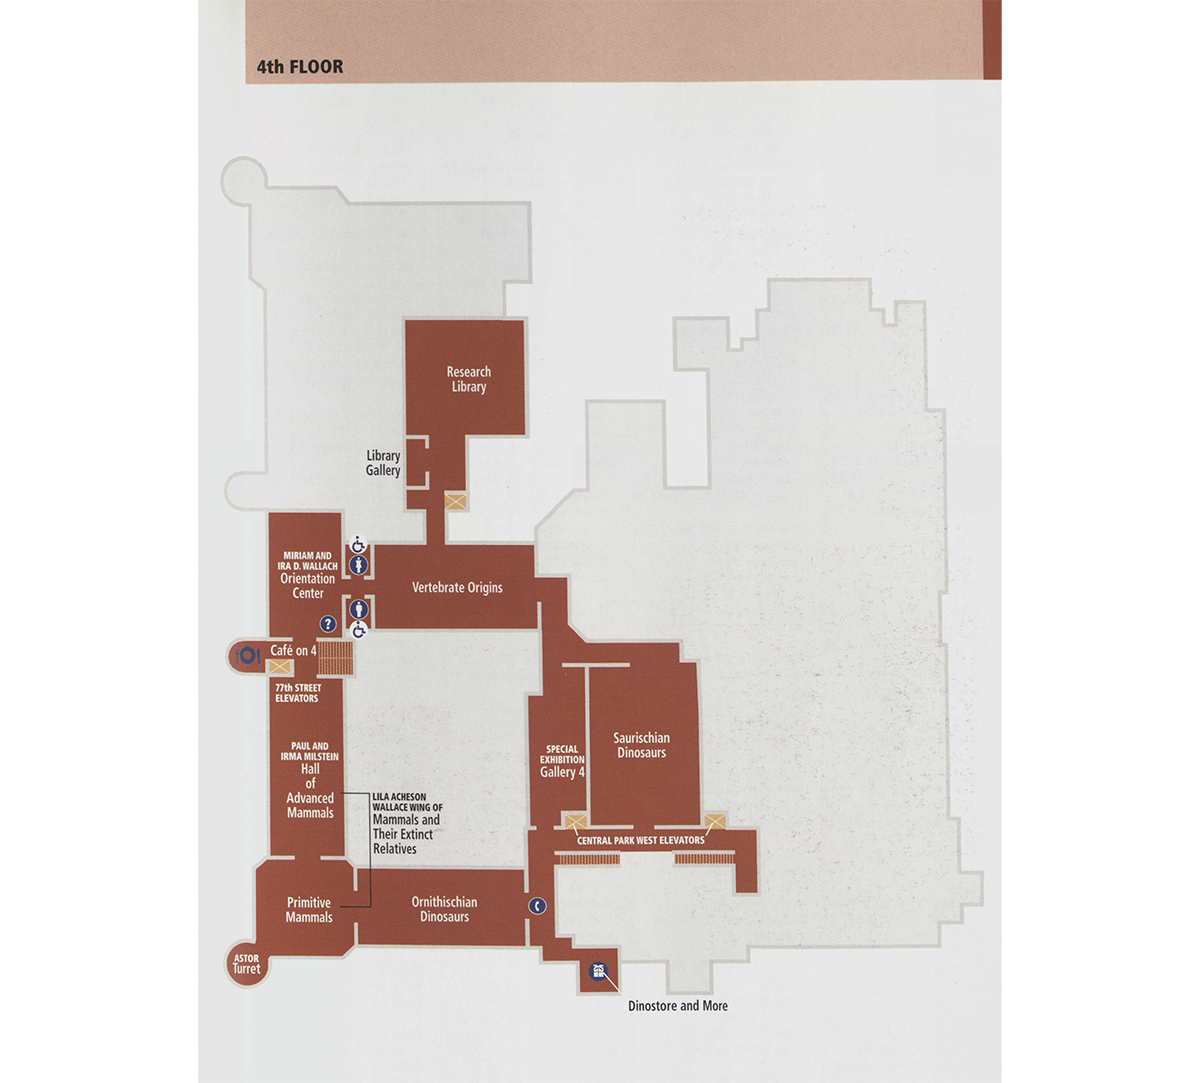 4th FLOOR
Research
Library
Library
Gallery
MIRIAM AND
IRA D. WALLACH
Orientation
Center
Vertebrate Origins
?
Café on 4
77th STREET
ELEVATORS
PAUL AND
IRMA MILSTEIN
Hall
of
Advanced
Mammals
SPECIAL
EXHIBITION
Gallery 4
Saurischian
Dinosaurs
LILA ACHESON
WALLACE WING OF
Mammals and
Their Extinct
Relatives
CENTRAL PARK WEST ELEVATORS
Primitive
Mammals
Ornithischian
Dinosaurs
ASTOR
Turret
Dinostore and More